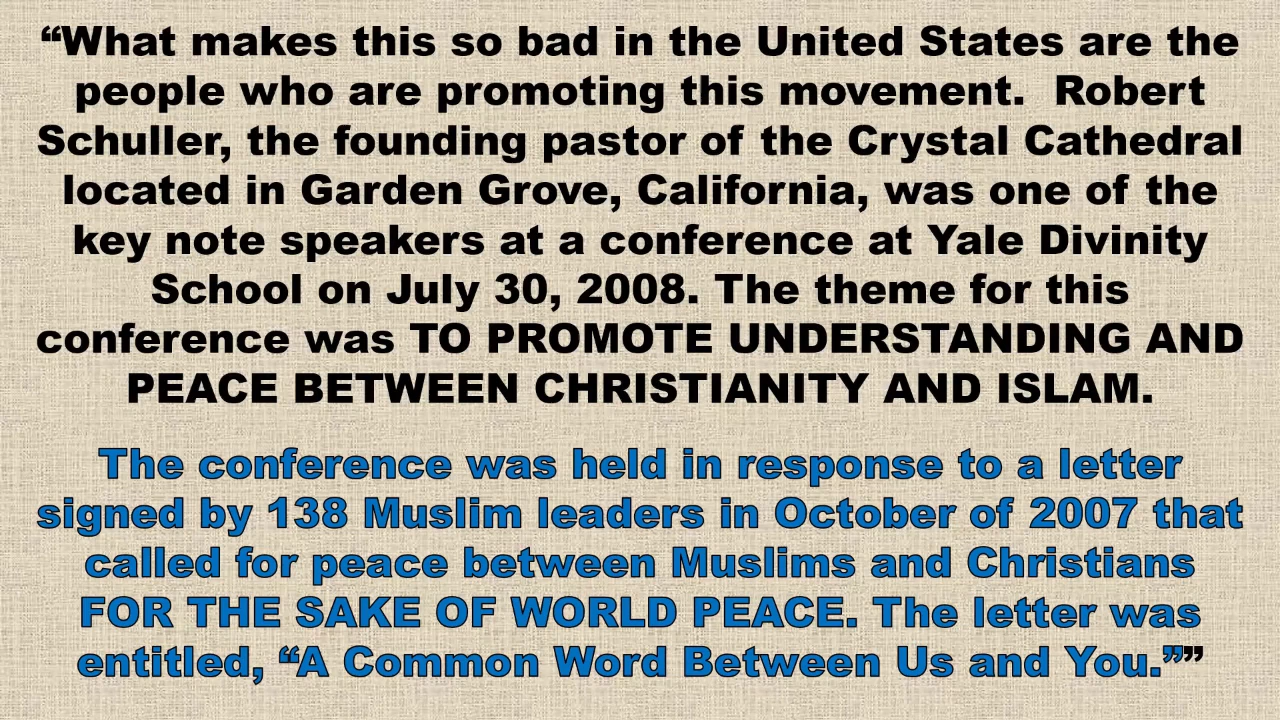 “What makes this so bad in the United States are the
people who are promoting this movement.  Robert
Schuller, the founding pastor of the Crystal Cathedral
located in Garden Grove, California, was one of the
key note speakers at a conference at Yale Divinity
School on July 30, 2008. The theme for this
conference was TO PROMOTE UNDERSTANDING AND
PEACE BETWEEN CHRISTIANITY AND ISLAM.
The conference was held in response to a letter
signed by 138 Muslim leaders in October of 2007 that
called for peace between Muslims and Christians
FOR THE SAKE OF WORLD PEACE. The letter was
entitled, “A Common Word Between Us and You.””